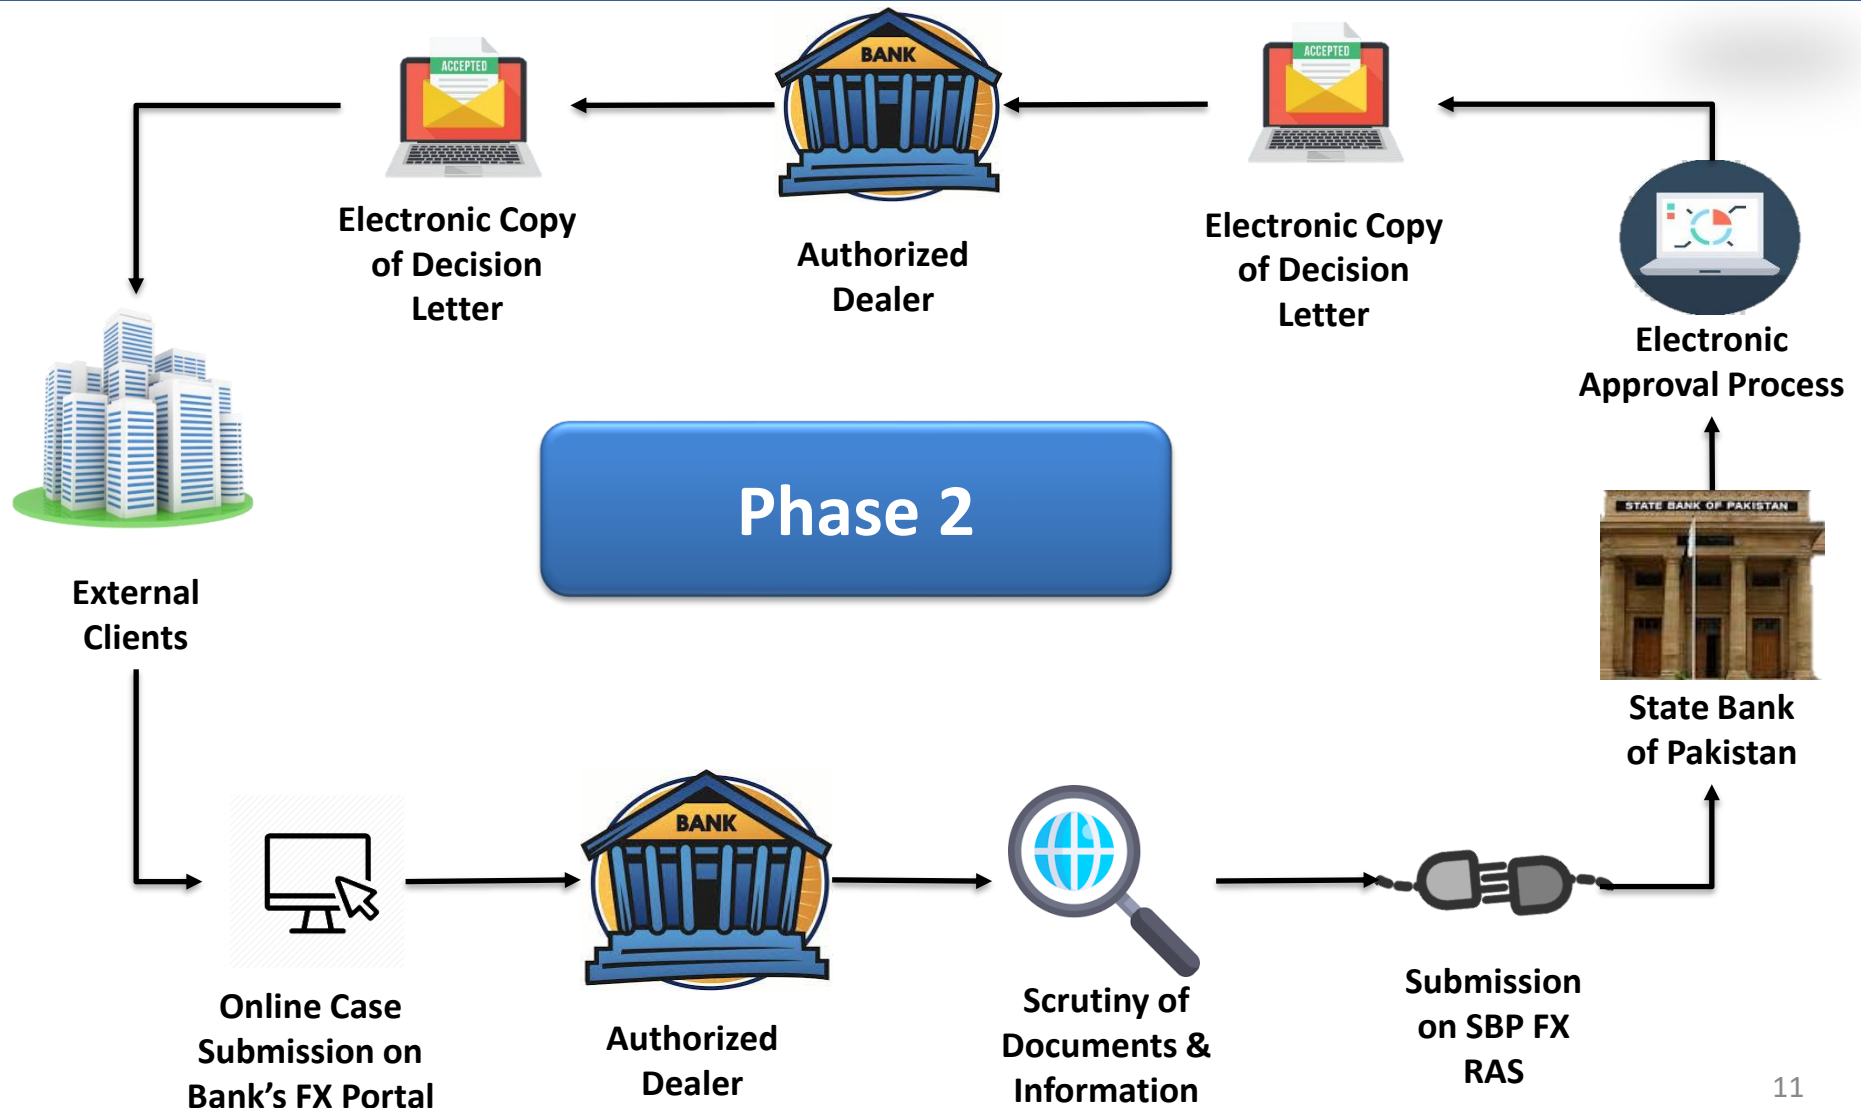 ACCEPTED
BANK
ACCEPTED
Electronic Copy
of Decision
Letter
Authorized
Dealer
Electronic Copy
of Decision
Letter
Electronic
Approval Process
Phase 2
STATE BANK OF PAKISTAN
External
Clients
State Bank
of Pakistan
BANK
Online Case
Submission on
Bank's FX Portal
Authorized
Dealer
Scrutiny of
Documents &
Information
Submission
on SBP FX
RAS
11